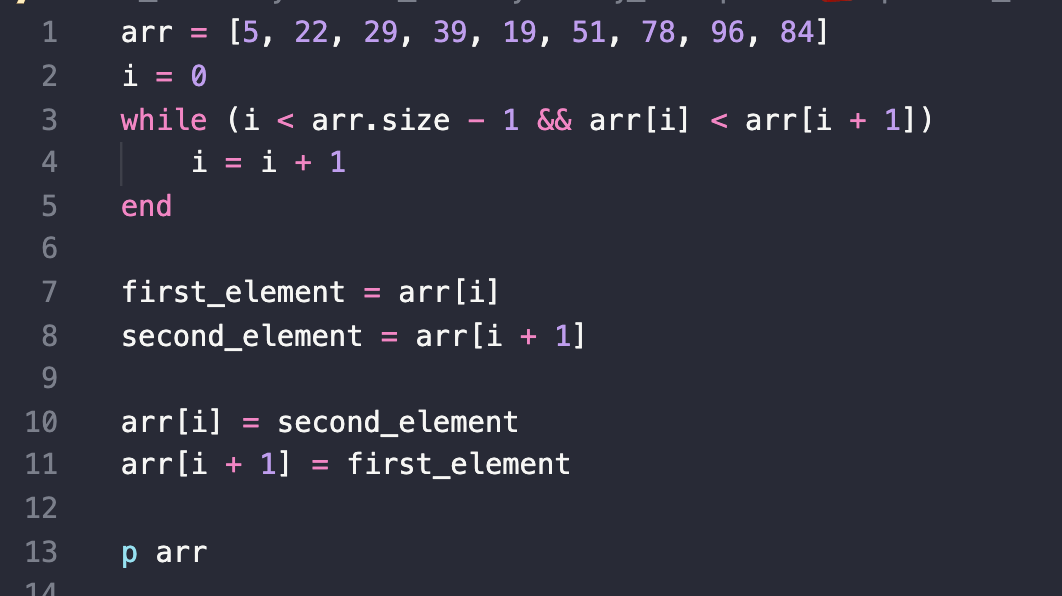 1 arr = [5, 22, 29, 39, 19, 51, 78, 96, 84]
2 i = 0
3 while (i < arr.size - 1 && arr[i] < arr[i + 1])
4     i = i + 1
5 end
6
7 first_element = arr[i]
8 second_element = arr[i + 1]
9
10 arr[i] = second_element
11 arr[i + 1] = first_element
12
13 p arr
14